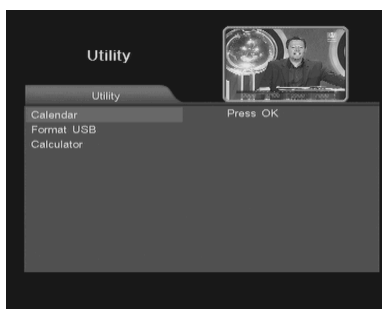 Utility
Utility
Calendar
Press OK
Format USB
Calculator